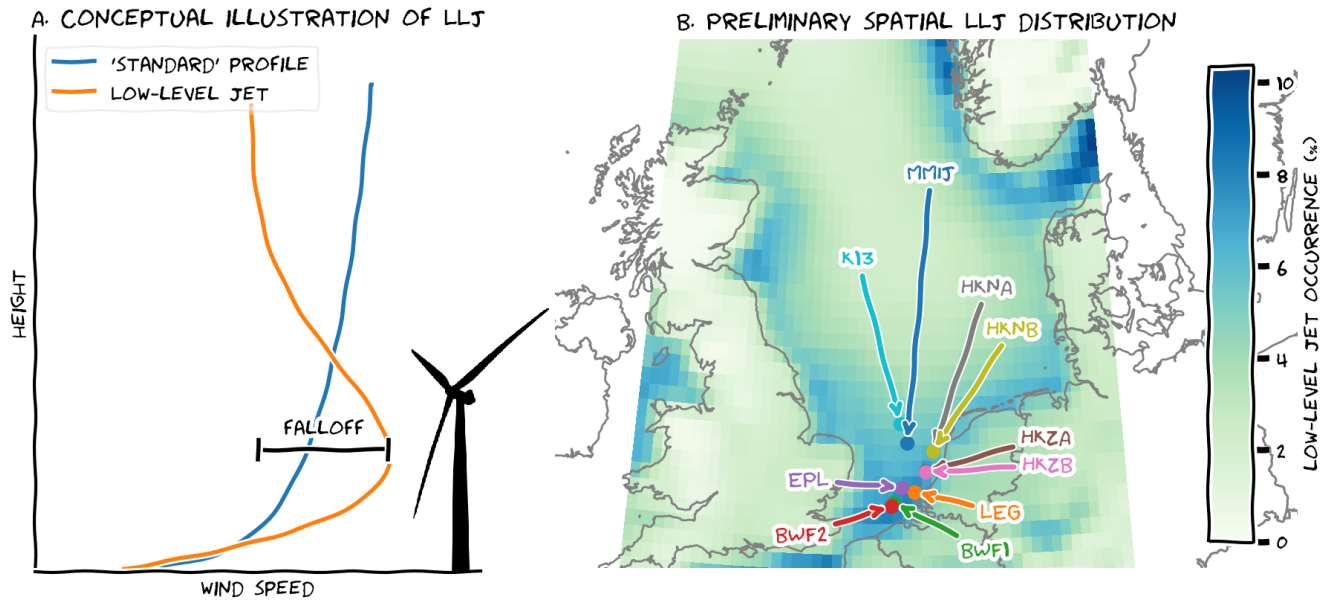 A. CONCEPTUAL ILLUSTRATION OF LLJ
'STANDARD' PROFILE
LOW-LEVEL JET
HEIGHT
FALLOFF
WIND SPEED
B. PRELIMINARY SPATIAL LLJ DISTRIBUTION
MMIJ
K13
HKNA
HKNB
HKZA
HKZB
EPL
LEG
BWF2
BWF1
10
8
6
4
2
0
LOW-LEVEL JET OCCURRENCE (%)